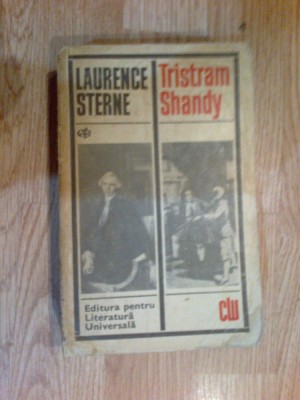 LAURENCE
STERNE
Tristram
Shandy
Editura pentru
Literatură
Universală
clu